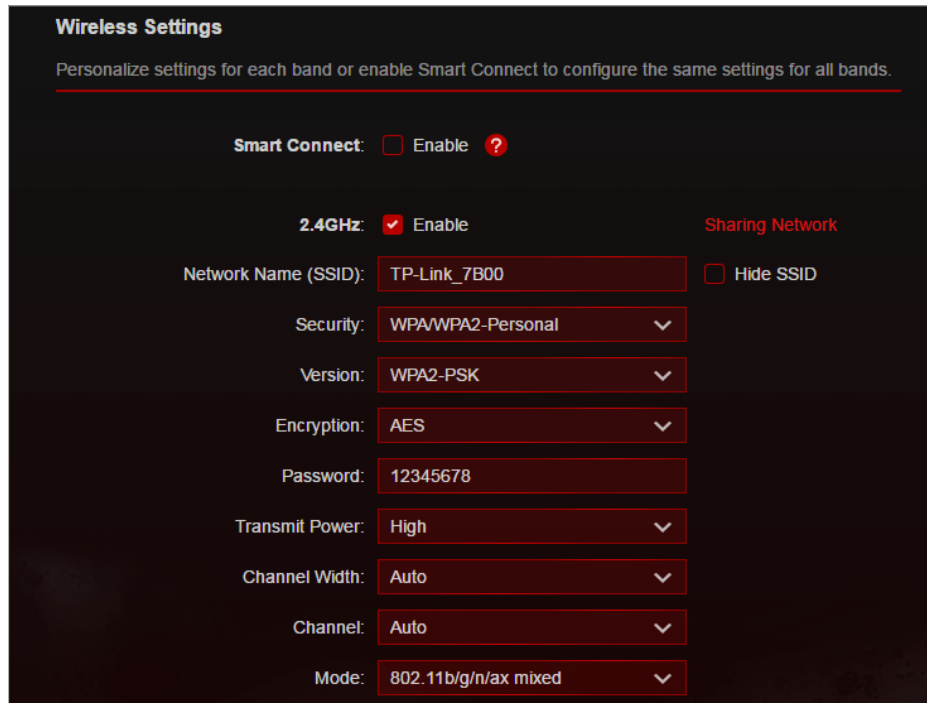 Wireless Settings
Personalize settings for each band or enable Smart Connect to configure the same settings for all bands.
Smart Connect: Enable ?
2.4GHz: Enable Sharing Network
Network Name (SSID): TP-Link_7B00 Hide SSID
Security: WPA/WPA2-Personal
Version: WPA2-PSK
Encryption: AES
Password: 12345678
Transmit Power: High
Channel Width: Auto
Channel: Auto
Mode: 802.11b/g/n/ax mixed